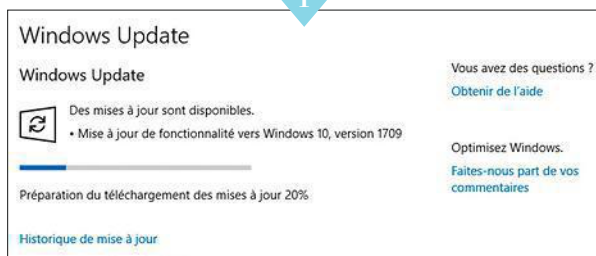 1
Windows Update
Windows Update
Des mises à jour sont disponibles.
• Mise à jour de fonctionnalité vers Windows 10, version 1709
Préparation du téléchargement des mises à jour 20%
Historique de mise à jour
Vous avez des questions ?
Obtenir de l'aide
Optimisez Windows.
Faites-nous part de vos
commentaires